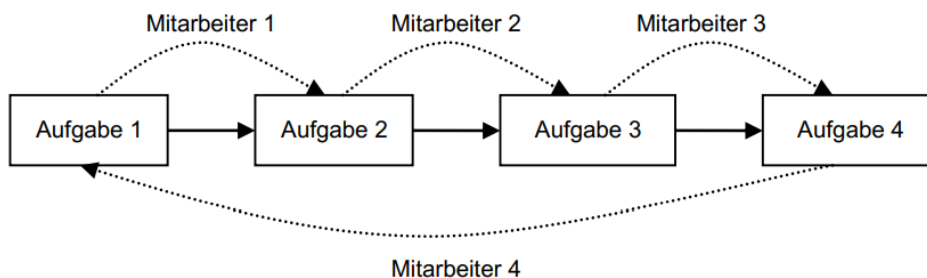 Mitarbeiter 1
Mitarbeiter 2
Mitarbeiter 3
Aufgabe 1
Aufgabe 2
Aufgabe 3
Aufgabe 4
Mitarbeiter 4